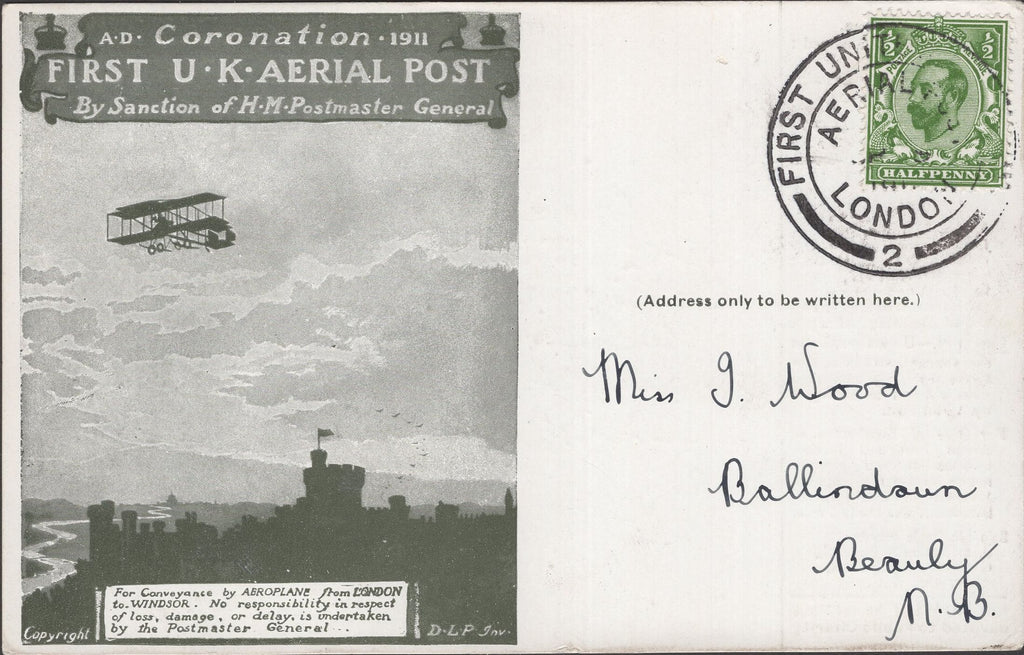 A·D· Coronation · 1911
FIRST U·K·AERIAL POST
By Sanction of H·M·Postmaster General
For Conveyance by AEROPLANE from LONDON
to WINDSOR. No responsibility in respect
of loss, damage, or delay, is undertaken
by the Postmaster General...
Copyright
D·L·P Inv.
FIRST
AERIAL
LONDON
2
½ ½
HALFPENNY
(Address only to be written here.)
Miss I. Wood
Ballindoun
Beauly
N.B.